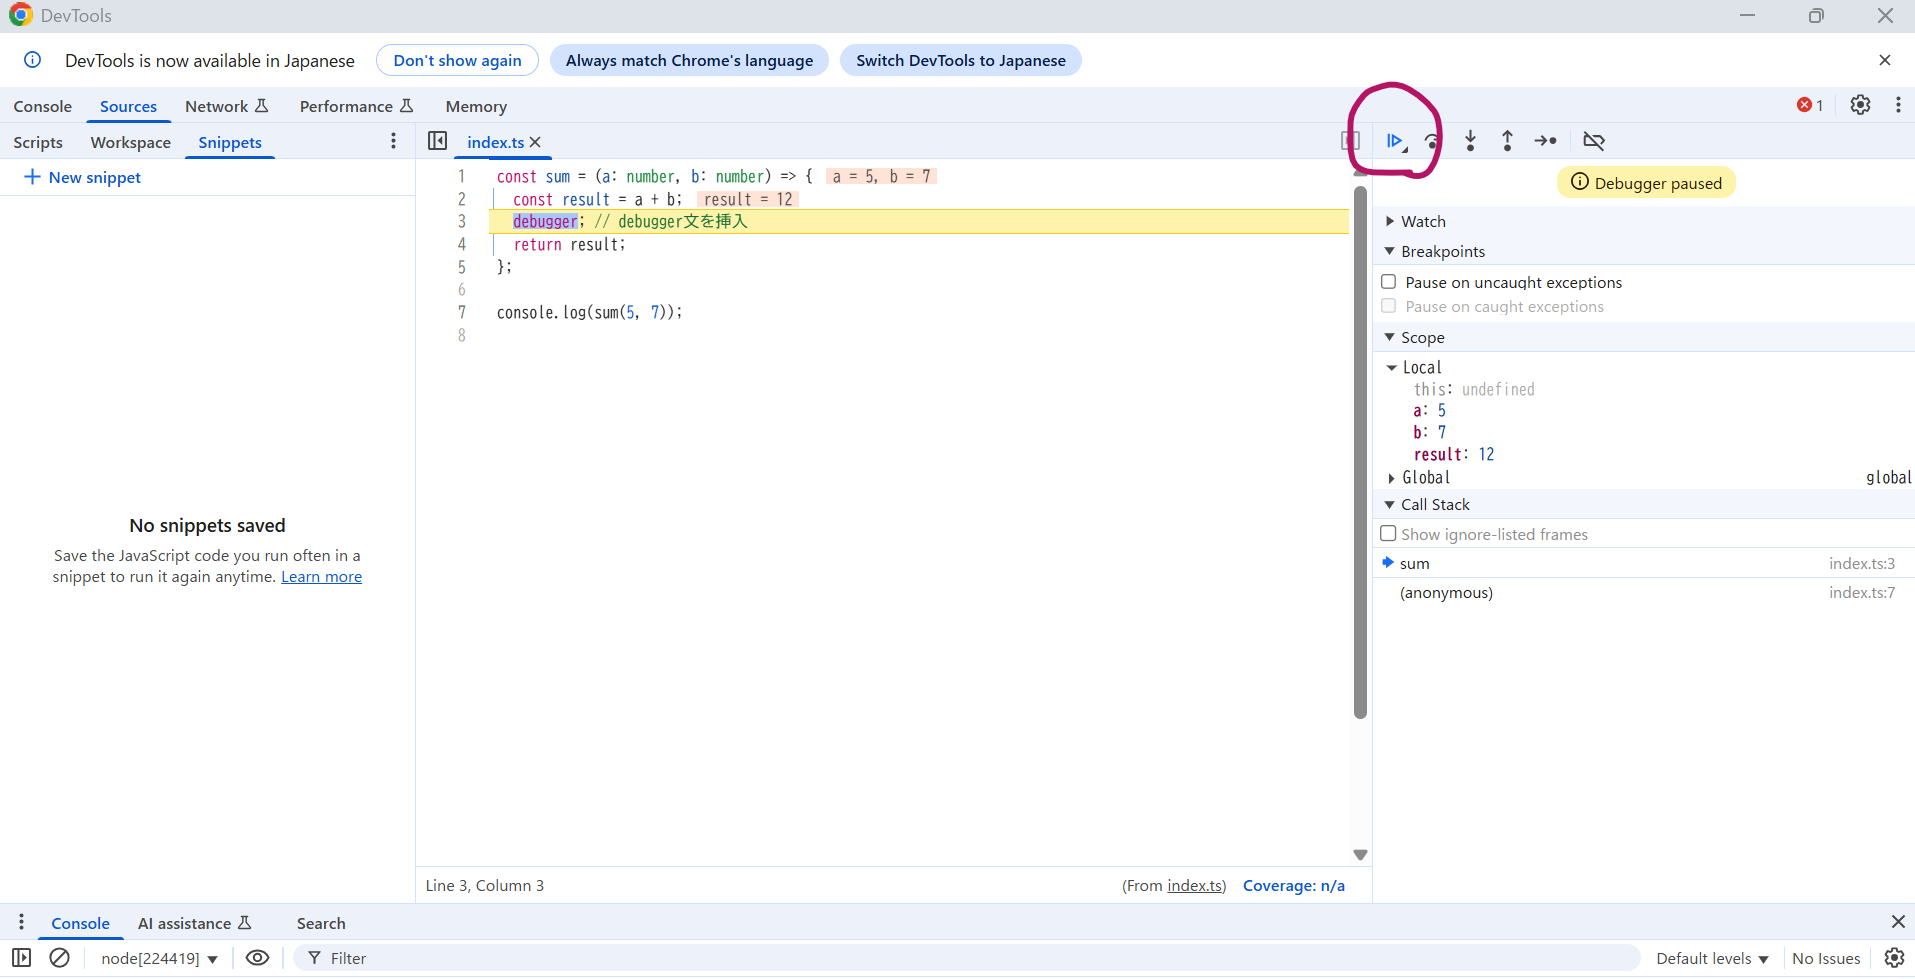 DevTools
DevTools is now available in Japanese Don't show again Always match Chrome's language Switch DevTools to Japanese
Console Sources Network Performance Memory 1
Scripts Workspace Snippets
index.ts
New snippet
1 const sum = (a: number, b: number) => { a = 5, b = 7
2 const result = a + b; result = 12
3 debugger; // debugger文を挿入
4 return result;
5 };
6
7 console.log(sum(5, 7));
8
No snippets saved
Save the JavaScript code you run often in a
snippet to run it again anytime. Learn more
Debugger paused
Watch
Breakpoints
Pause on uncaught exceptions
Pause on caught exceptions
Scope
Local
this: undefined
a: 5
b: 7
result: 12
Global global
Call Stack
Show ignore-listed frames
sum index.ts:3
(anonymous) index.ts:7
Line 3, Column 3 (From index.ts) Coverage: n/a
Console AI assistance Search
node[224419] Filter Default levels No Issues